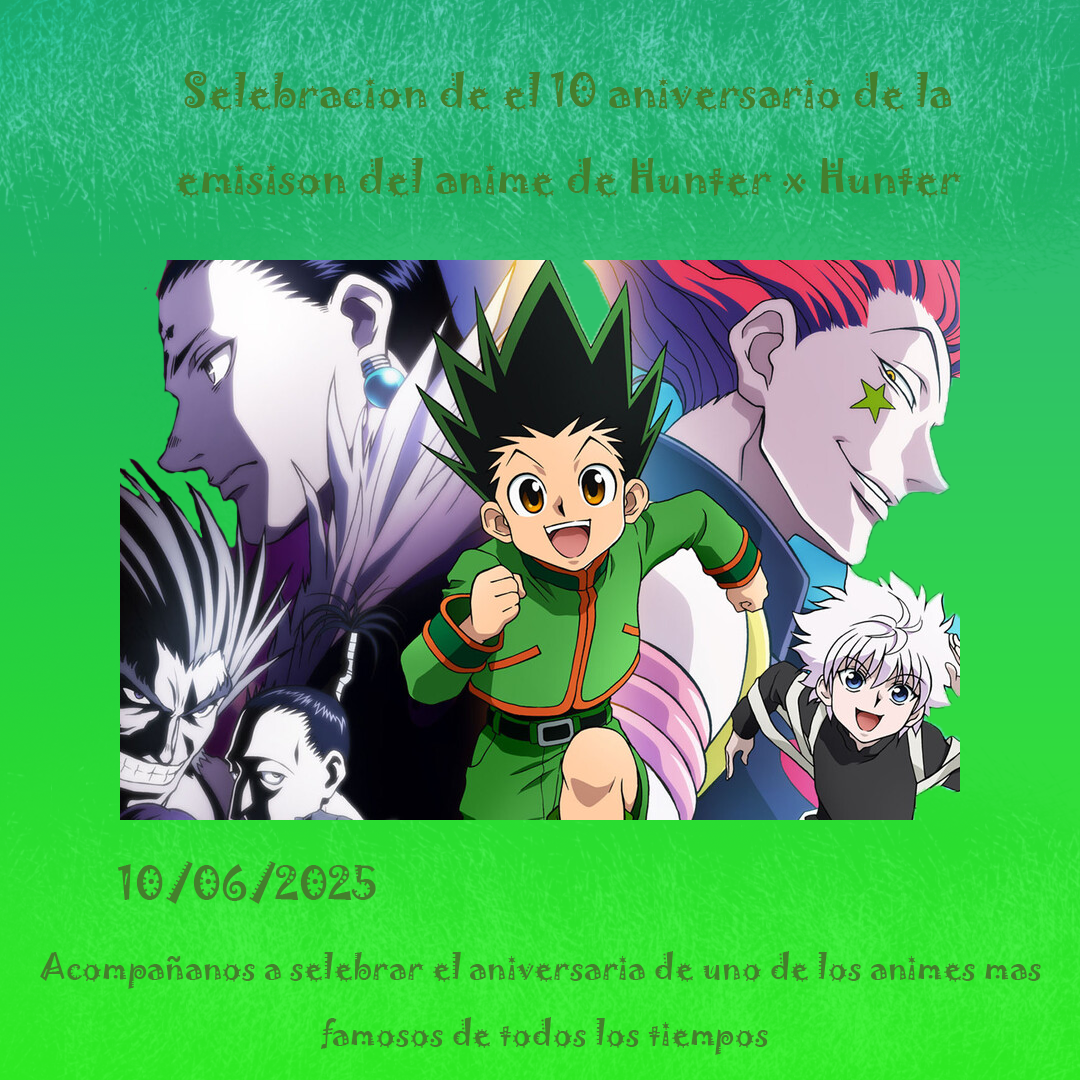 Selebracion de el 10 aniversario de la
emisison del anime de Hunter x Hunter
10/06/2025
Acompañanos a selebrar el aniversaria de uno de los animes mas
famosos de todos los tiempos